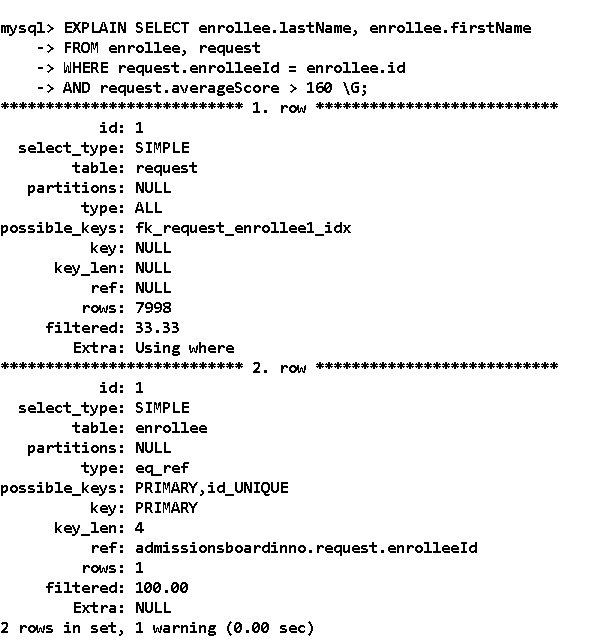 mysql> EXPLAIN SELECT enrollee.lastName, enrollee.firstName
    -> FROM enrollee, request
    -> WHERE request.enrolleeId = enrollee.id
    -> AND request.averageScore > 160 \G;
*************************** 1. row ***************************
           id: 1
  select_type: SIMPLE
        table: request
   partitions: NULL
         type: ALL
possible_keys: fk_request_enrollee1_idx
          key: NULL
      key_len: NULL
          ref: NULL
         rows: 7998
     filtered: 33.33
        Extra: Using where
*************************** 2. row ***************************
           id: 1
  select_type: SIMPLE
        table: enrollee
   partitions: NULL
         type: eq_ref
possible_keys: PRIMARY,id_UNIQUE
          key: PRIMARY
      key_len: 4
          ref: admissionsboardinno.request.enrolleeId
         rows: 1
     filtered: 100.00
        Extra: NULL
2 rows in set, 1 warning (0.00 sec)